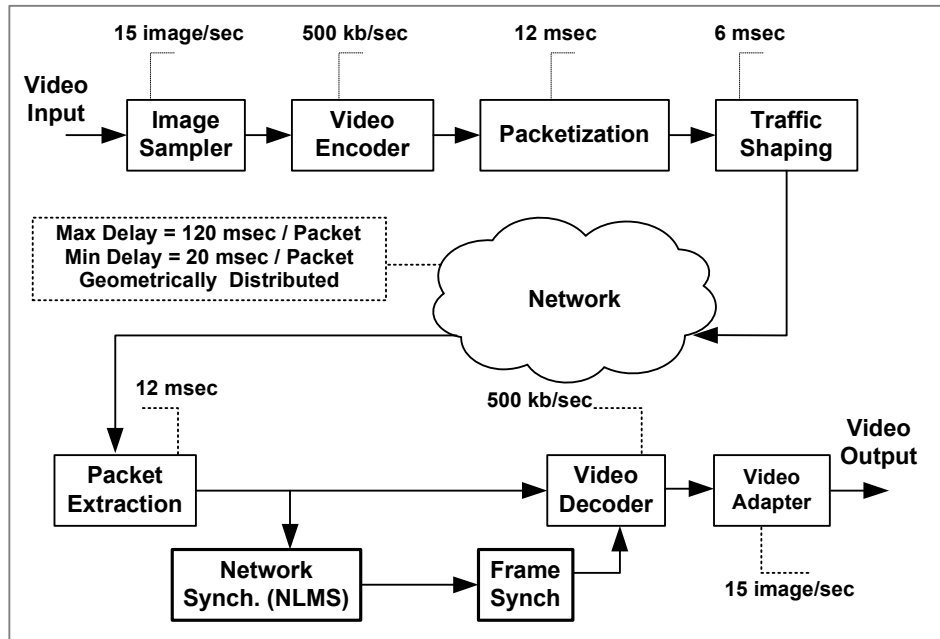 15 image/sec
500 kb/sec
12 msec
6 msec
Video
Input
Image
Sampler
Video
Encoder
Packetization
Traffic
Shaping
Max Delay = 120 msec / Packet
Min Delay = 20 msec / Packet
Geometrically Distributed
Network
12 msec
500 kb/sec
Packet
Extraction
Video
Decoder
Video
Adapter
Video
Output
Network
Synch. (NLMS)
Frame
Synch
15 image/sec